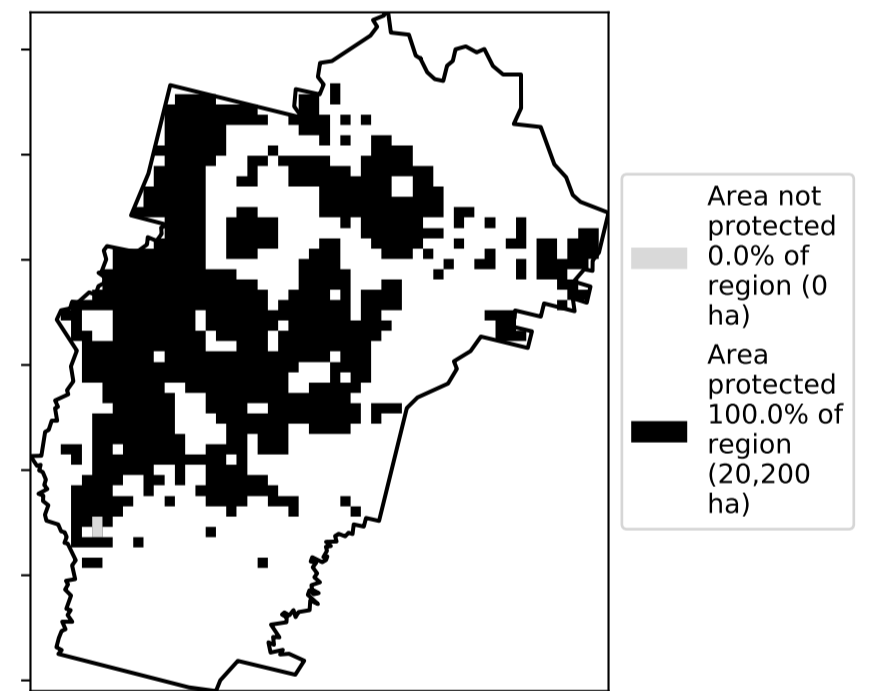 Area not
protected
0.0% of
region (0
ha)
Area
protected
100.0% of
region
(20,200
ha)